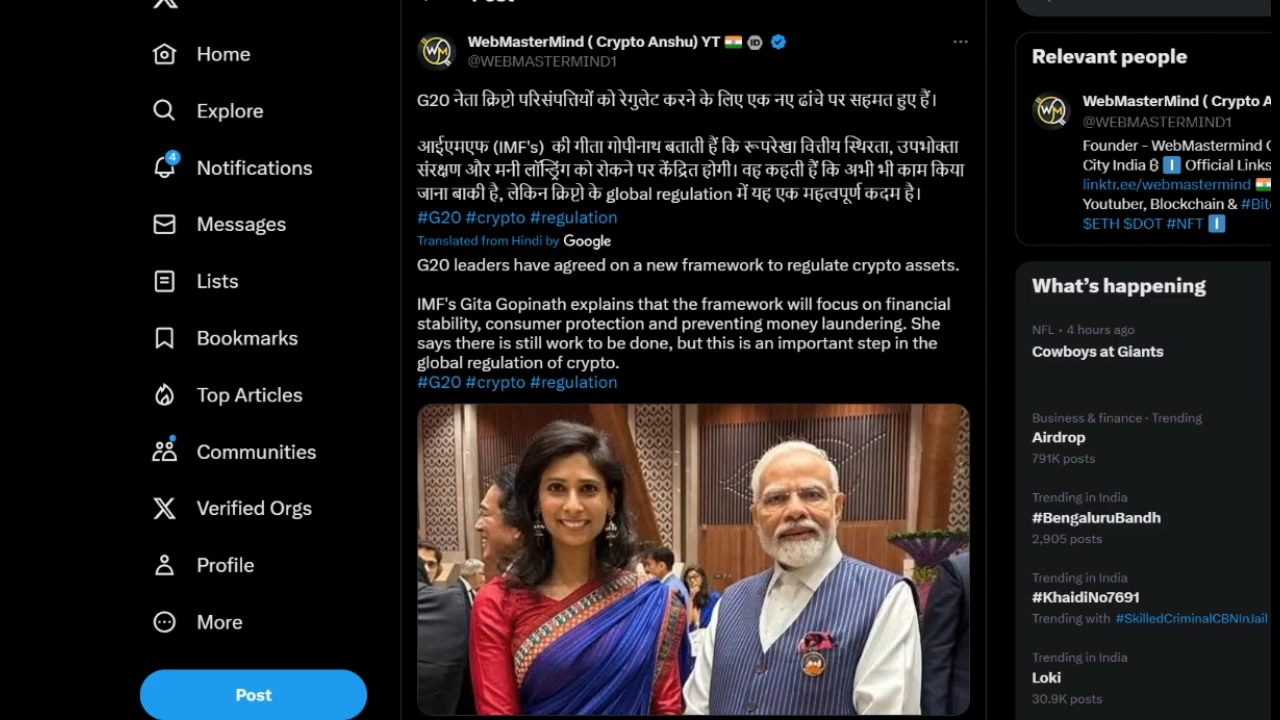 Home
Explore
4
Notifications
Messages
Lists
Bookmarks
Top Articles
Communities
Verified Orgs
Profile
More
Post
Post
WebMasterMind ( Crypto Anshu) YT
@WEBMASTERMIND1
G20 नेता क्रिप्टो परिसंपत्तियों को रेगुलेट करने के लिए एक नए ढांचे पर सहमत हुए हैं।
आईएमएफ (IMF's) की गीता गोपीनाथ बताती हैं कि रूपरेखा वित्तीय स्थिरता, उपभोक्ता
संरक्षण और मनी लॉन्ड्रिंग को रोकने पर केंद्रित होगी। वह कहती हैं कि अभी भी काम किया
जाना बाकी है, लेकिन क्रिप्टो के global regulation में यह एक महत्वपूर्ण कदम है।
#G20 #crypto #regulation
Translated from Hindi by Google
G20 leaders have agreed on a new framework to regulate crypto assets.
IMF's Gita Gopinath explains that the framework will focus on financial
stability, consumer protection and preventing money laundering. She
says there is still work to be done, but this is an important step in the
global regulation of crypto.
#G20 #crypto #regulation
Relevant people
WebMasterMind ( Crypto A
@WEBMASTERMIND1
Founder - WebMastermind
City India ₿ Official Links
linktr.ee/webmastermind
Youtuber, Blockchain & #Bit
$ETH $DOT #NFT
What's happening
NFL · 4 hours ago
Cowboys at Giants
Business & finance · Trending
Airdrop
791K posts
Trending in India
#BengaluruBandh
2,905 posts
Trending in India
#KhaidiNo7691
Trending with #SkilledCriminalCBNInJail
Trending in India
Loki
30.9K posts